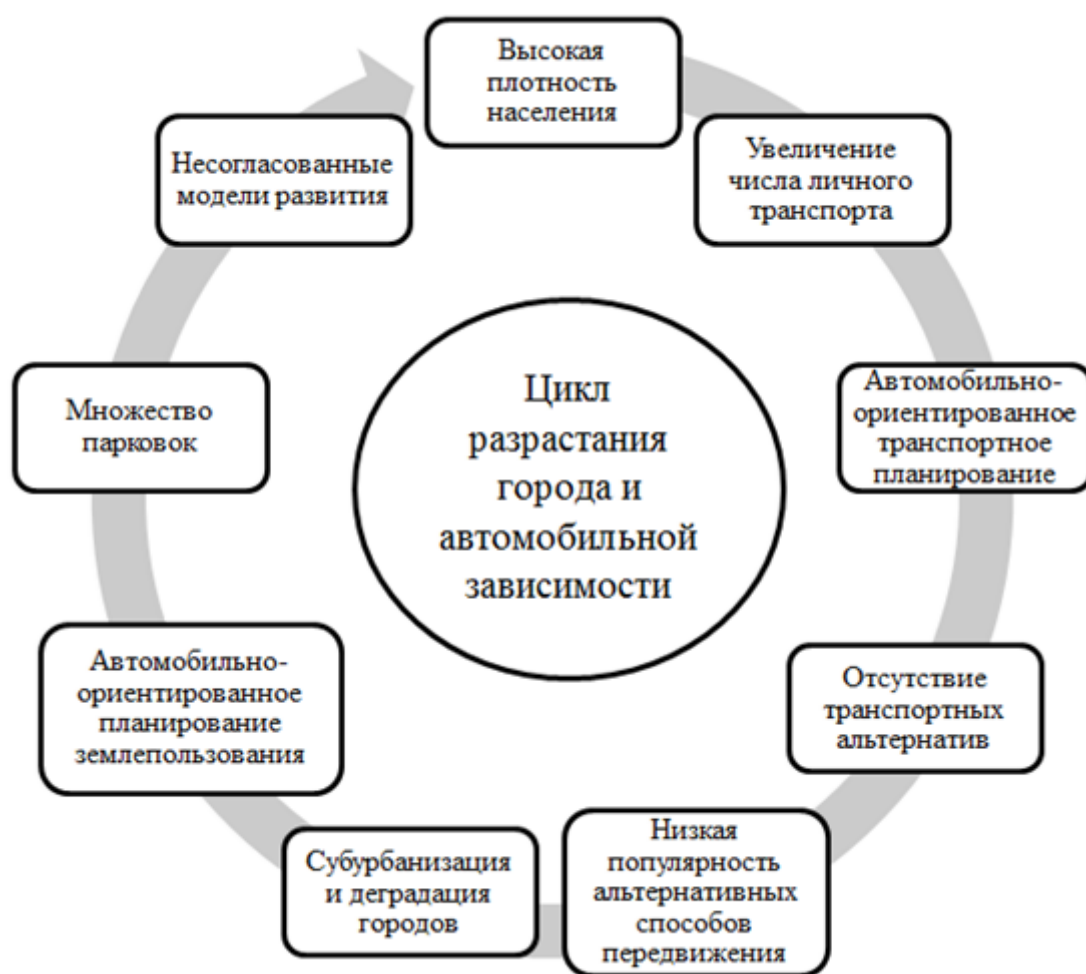 Высокая
плотность
населения
Увеличение
числа личного
транспорта
Автомобильно-
ориентированное
транспортное
планирование
Отсутствие
транспортных
альтернатив
Низкая
популярность
альтернативных
способов
передвижения
Субурбанизация
и деградация
городов
Автомобильно-
ориентированное
планирование
землепользования
Множество
парковок
Несогласованные
модели развития
Цикл
разрастания
города и
автомобильной
зависимости